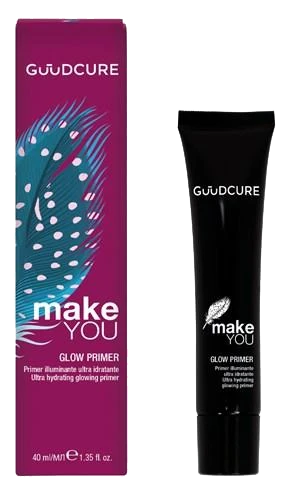 GUUDCURE
make
YOU
GLOW PRIMER
Primer illuminante ultra idratante
Ultra hydrating glowing primer
40 ml/МЛ e 1.35 fl. oz.
GUUDCURE
make
YOU
GLOW PRIMER
Primer illuminante
ultra idratante
Ultra hydrating
glowing primer